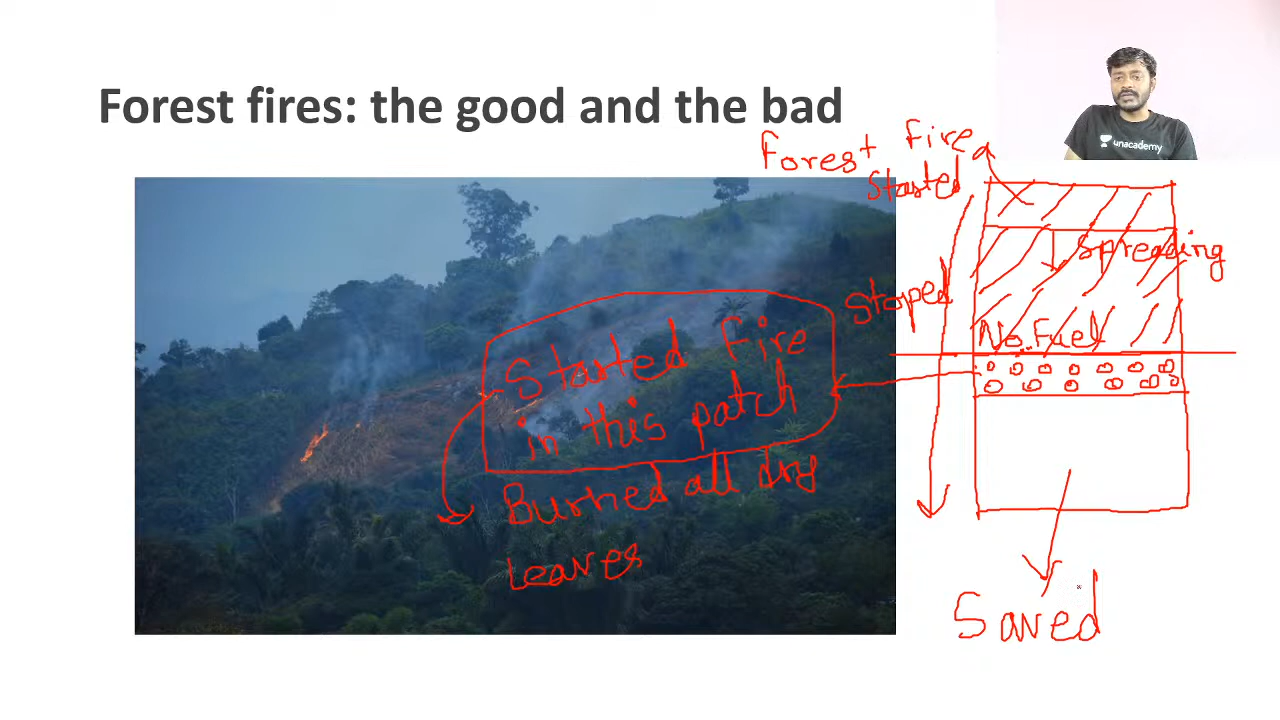 Forest fires: the good and the bad
unacademy
Forest Fire
Started
Spreading
Stoped
No Fuel
Started Fire
in this patch
Burned all dry
Leaves
Saved